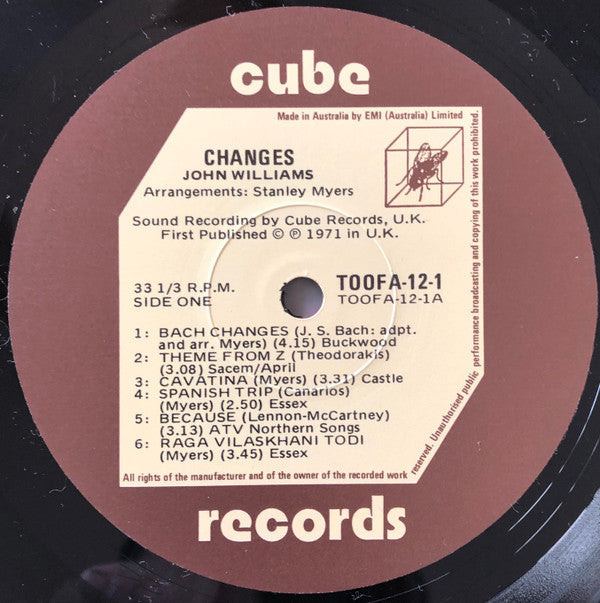 cube
Made in Australia by EMI (Australia) Limited
CHANGES
JOHN WILLIAMS
Arrangements: Stanley Myers
Sound Recording by Cube Records, U.K.
First Published © ℗ 1971 in U.K.
33 1/3 R.P.M.
SIDE ONE
TOOFA-12-1
TOOFA-12-1A
1: BACH CHANGES (J. S. Bach: adpt.
and arr. Myers) (4.15) Buckwood
2: THEME FROM Z (Theodorakis)
(3.08) Sacem/April
3: CAVATINA (Myers) (3.31) Castle
4: SPANISH TRIP (Canarios)
(Myers) (2.50) Essex
5: BECAUSE (Lennon-McCartney)
(3.13) ATV Northern Songs
6: RAGA VILASKHANI TODI
(Myers) (3.45) Essex
All rights of the manufacturer and of the owner of the recorded work
reserved. Unauthorised public
performance broadcasting and copying of this work prohibited.
records